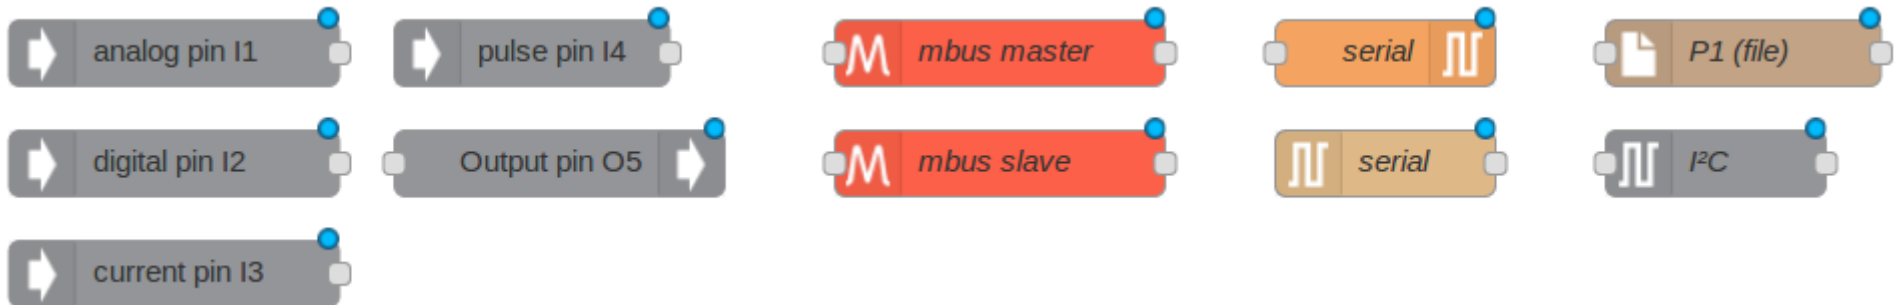 analog pin I1
pulse pin I4
mbus master
serial
P1 (file)
digital pin I2
Output pin O5
mbus slave
serial
I²C
current pin I3